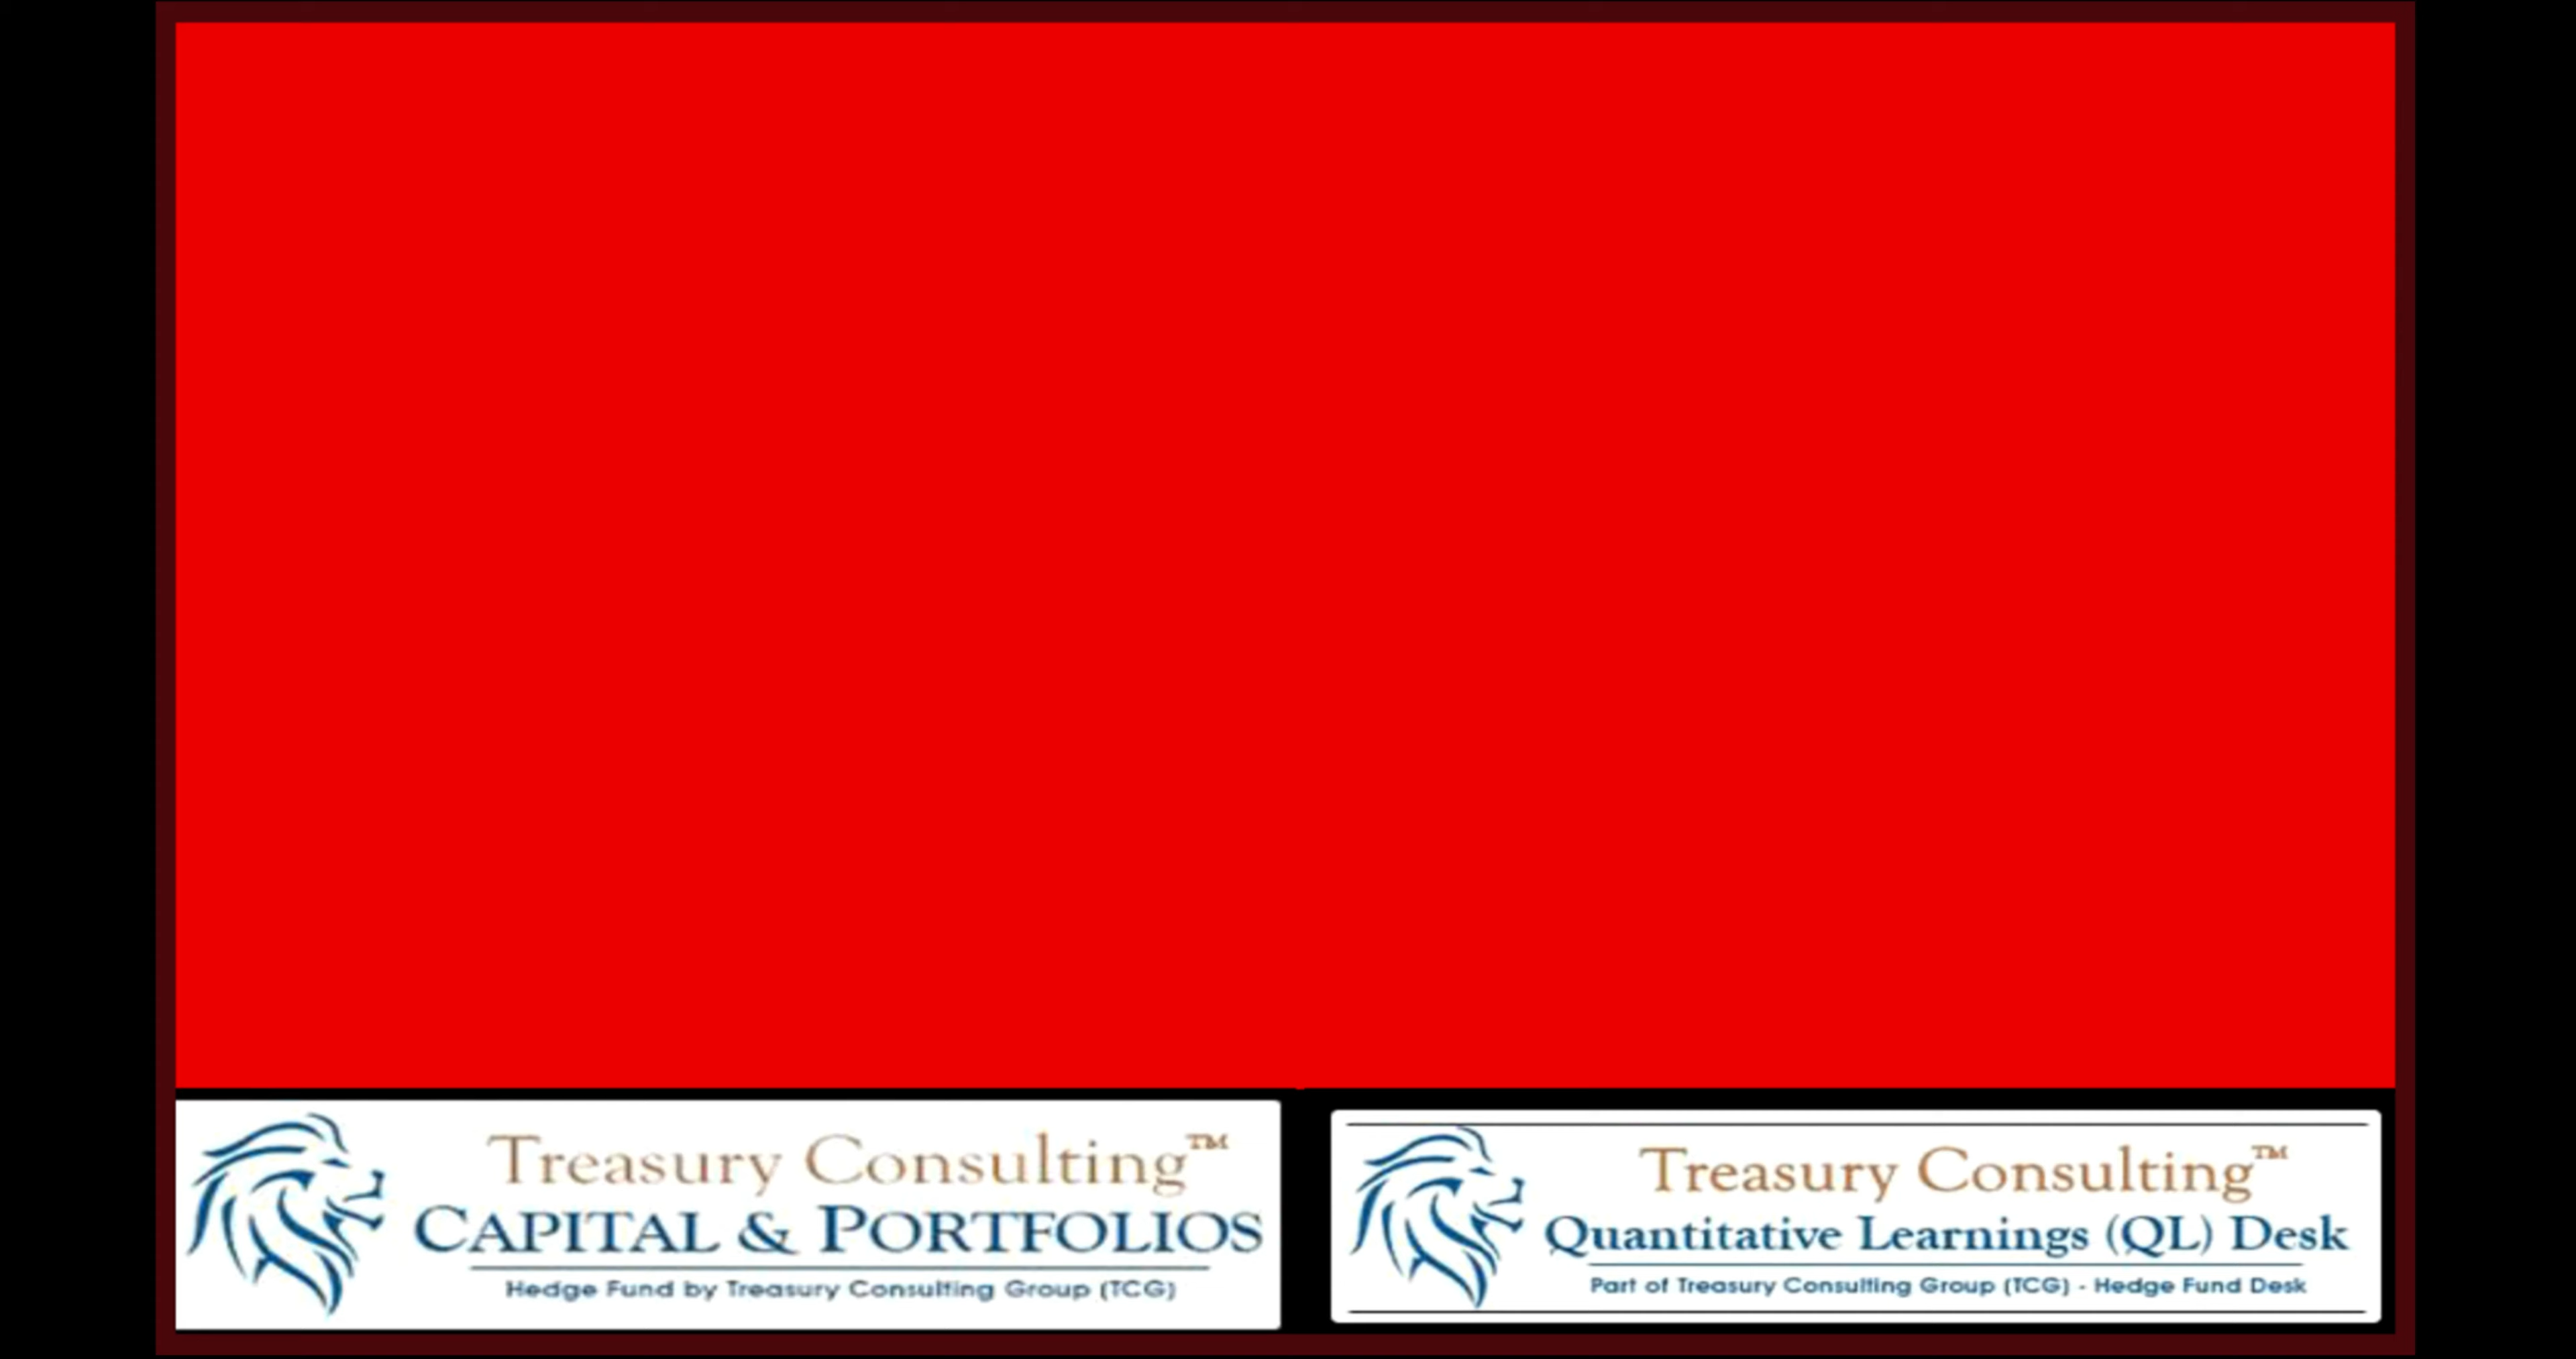 Treasury Consulting™
CAPITAL & PORTFOLIOS
Hedge Fund by Treasury Consulting Group (TCG)
Treasury Consulting™
Quantitative Learnings (QL) Desk
Part of Treasury Consulting Group (TCG) - Hedge Fund Desk